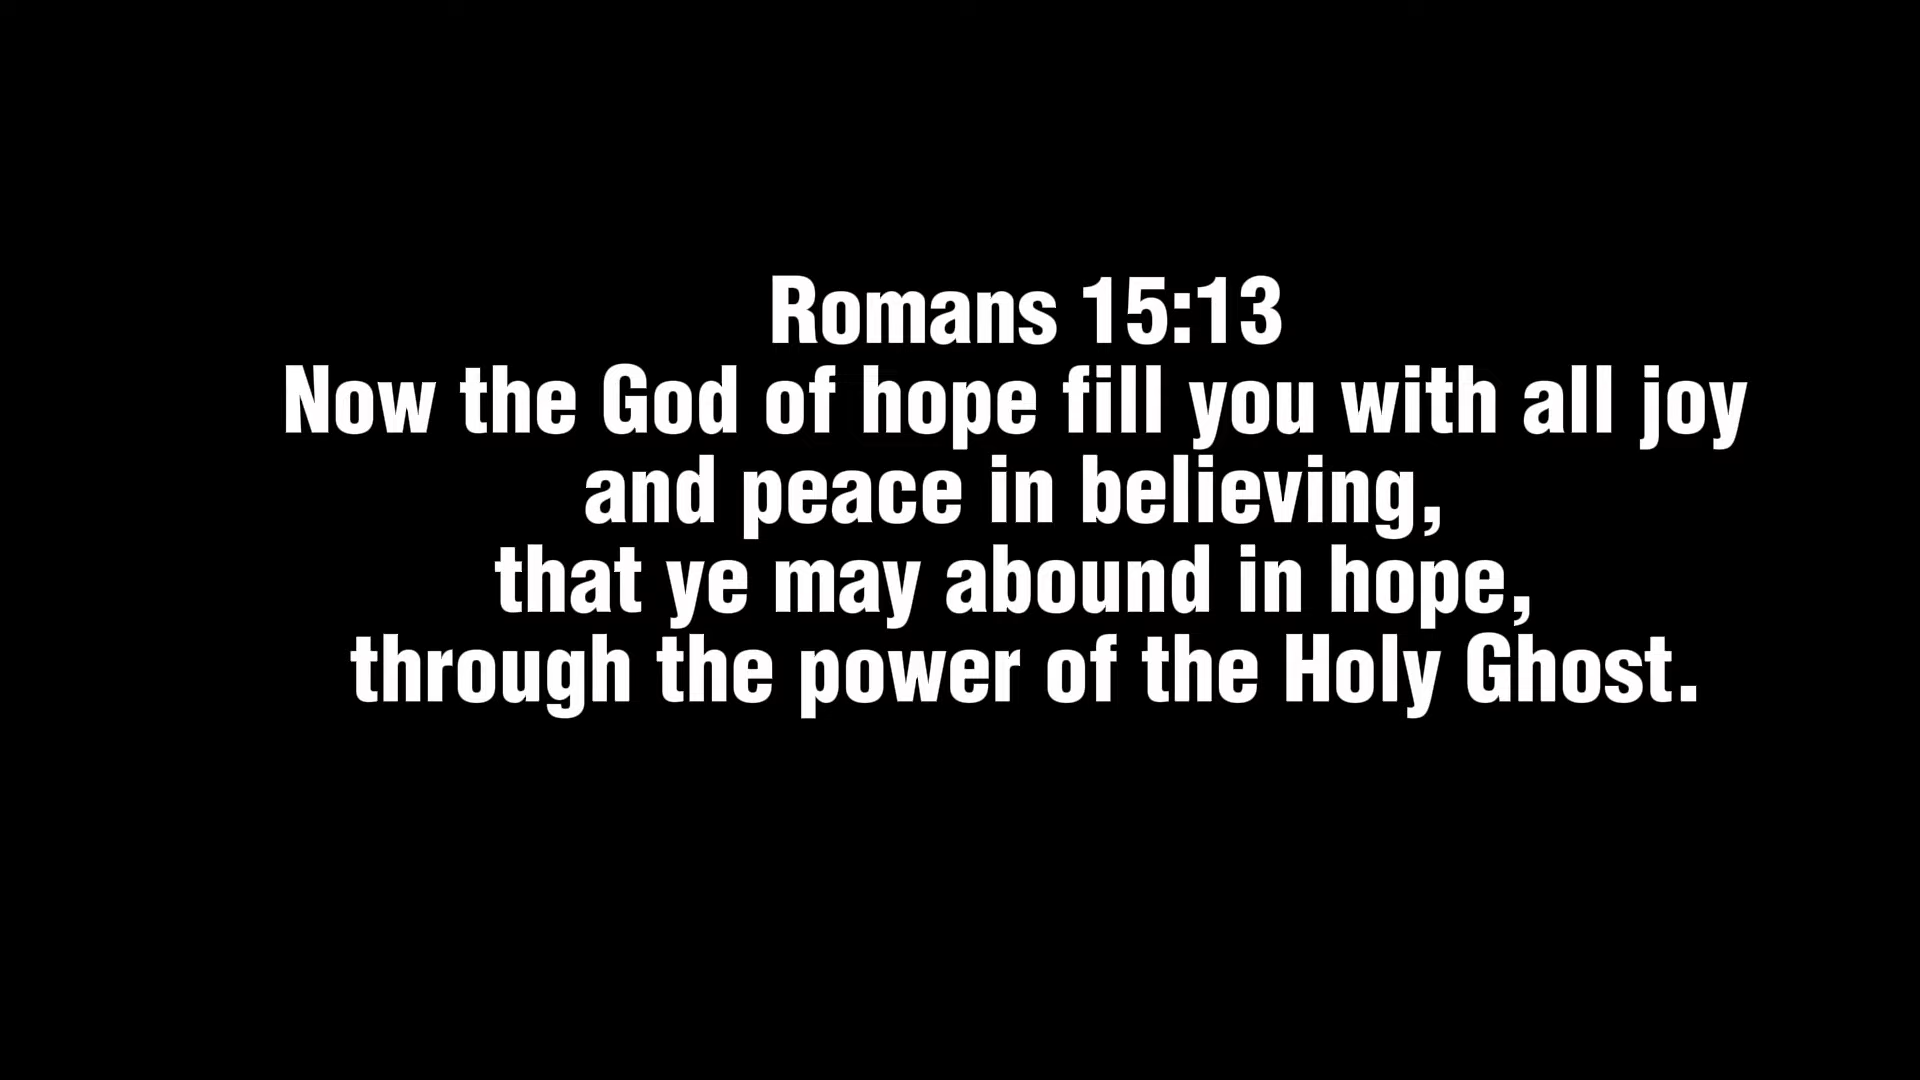 Romans 15:13
Now the God of hope fill you with all joy
and peace in believing,
that ye may abound in hope,
through the power of the Holy Ghost.